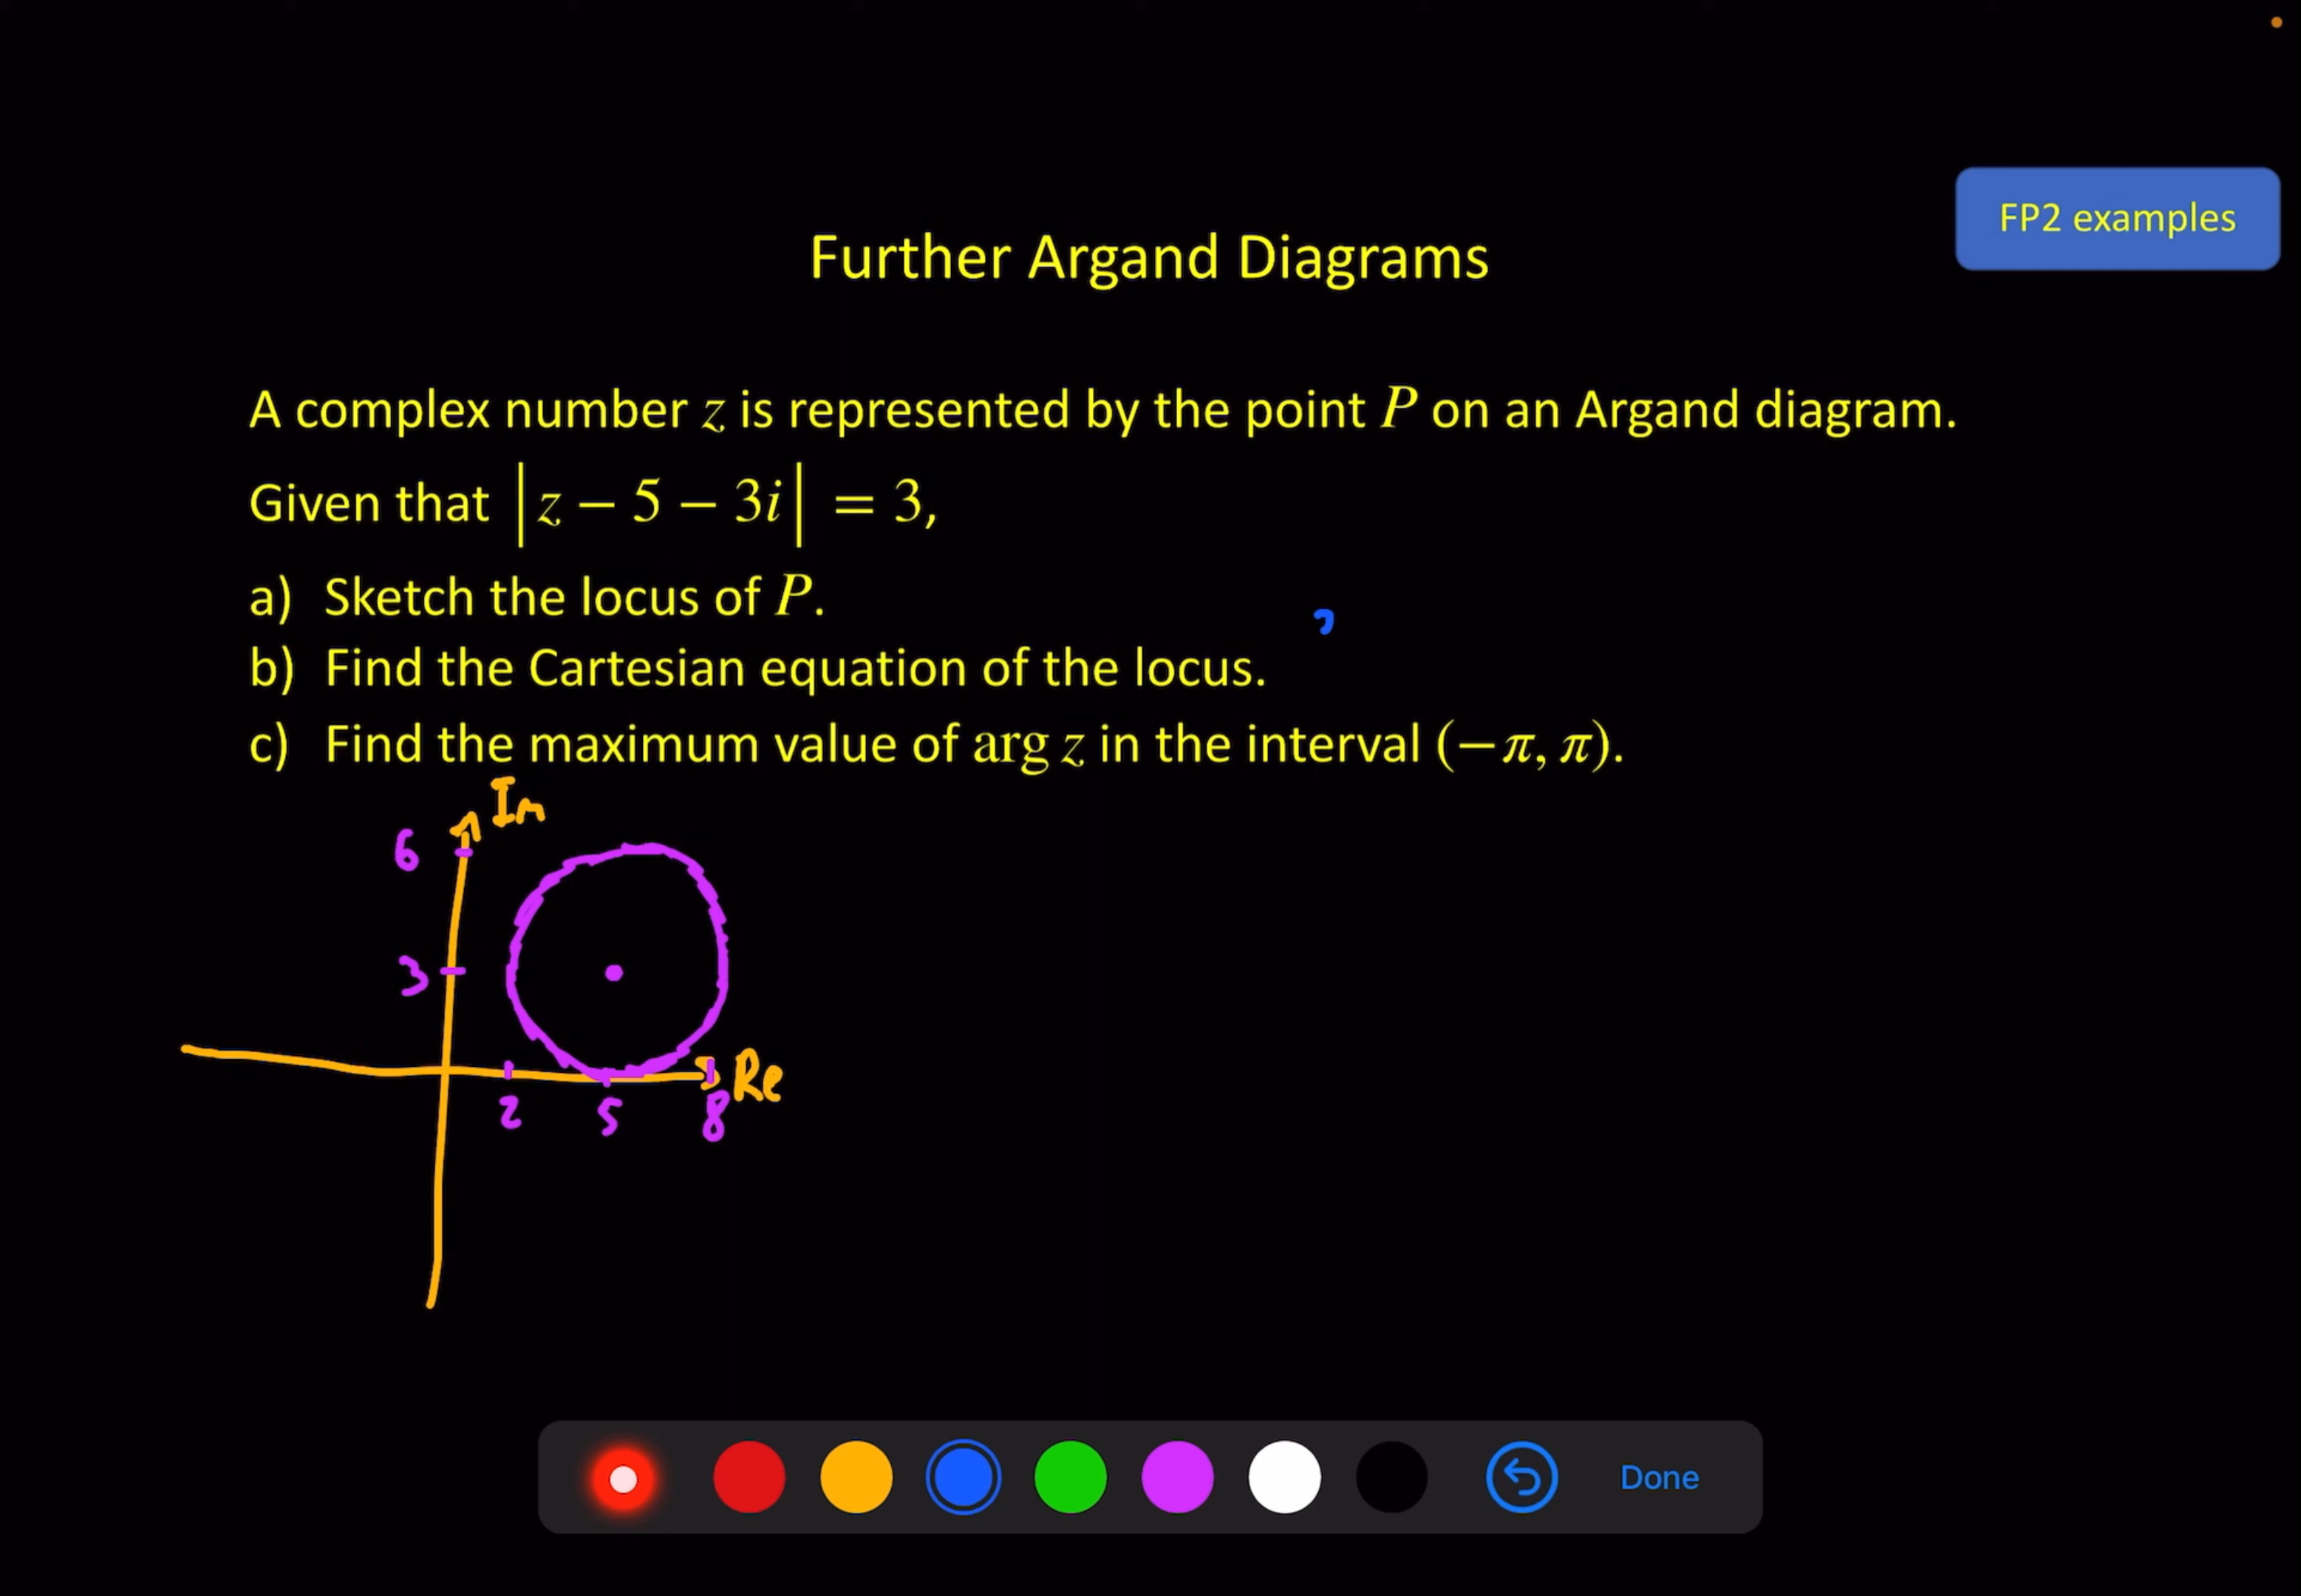 FP2 examples
Further Argand Diagrams
A complex number z is represented by the point P on an Argand diagram.
Given that |z − 5 − 3i| = 3,
a) Sketch the locus of P.
,
b) Find the Cartesian equation of the locus.
c) Find the maximum value of arg z in the interval (−π, π).
Im
6
3
Re
2 5 8
Done